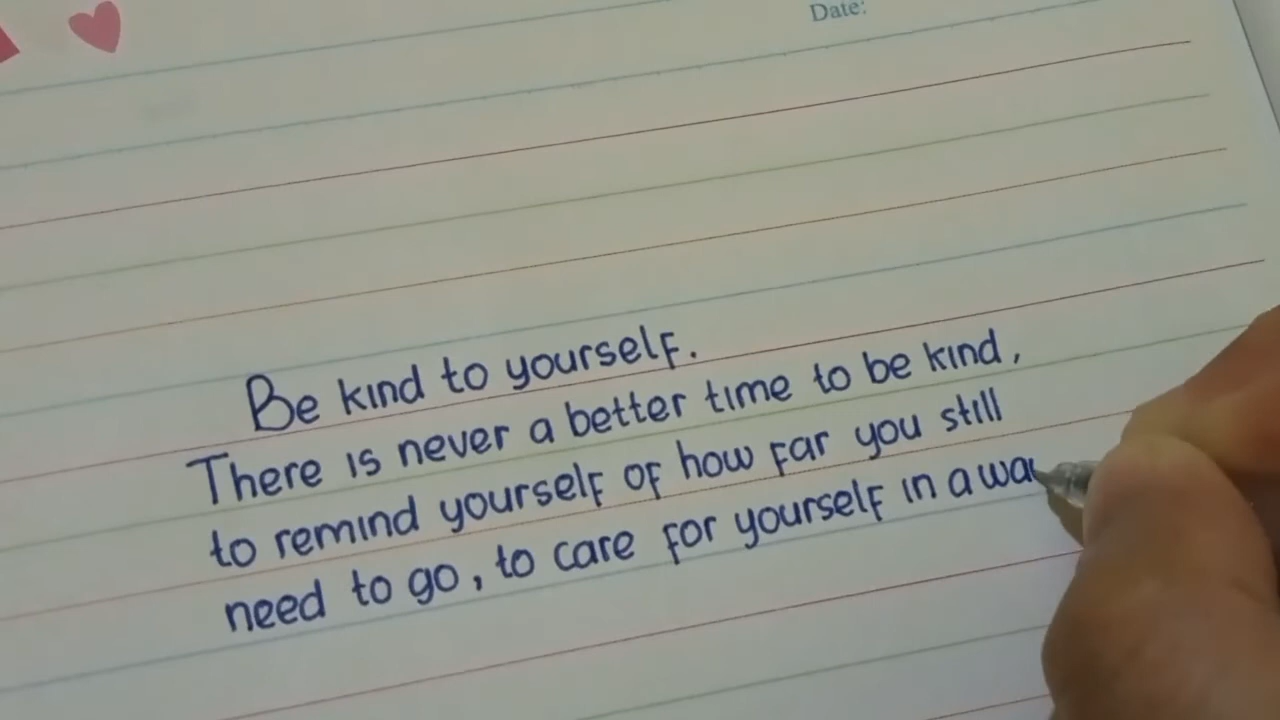 Date:
Be kind to yourself.
There is never a better time to be kind,
to remind yourself of how far you still
need to go, to care for yourself in a wa